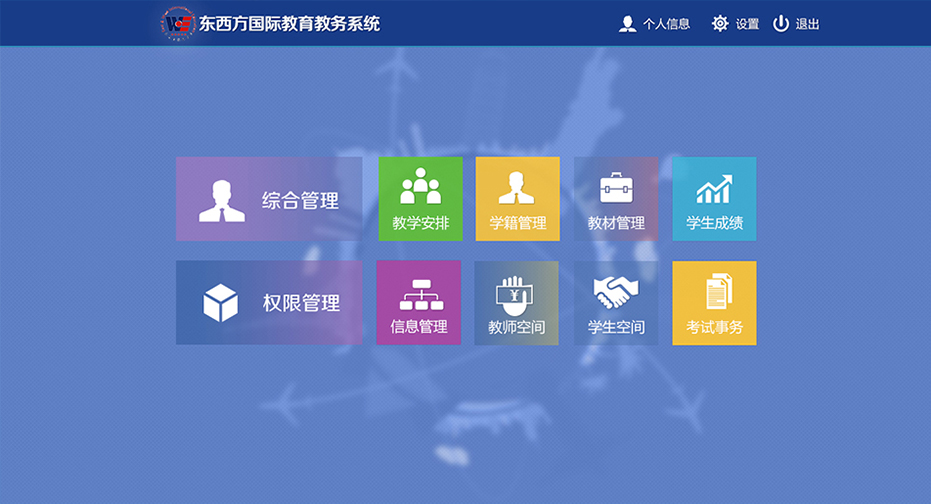 东西方国际教育教务系统
个人信息
设置
退出
综合管理
教学安排
学籍管理
教材管理
学生成绩
权限管理
信息管理
教师空间
学生空间
考试事务